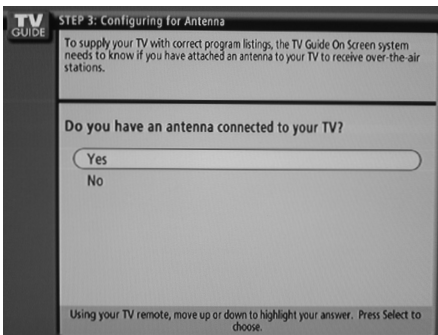 TV
GUIDE
STEP 3: Configuring for Antenna
To supply your TV with correct program listings, the TV Guide On Screen system
needs to know if you have attached an antenna to your TV to receive over-the-air
stations.
Do you have an antenna connected to your TV?
Yes
No
Using your TV remote, move up or down to highlight your answer. Press Select to
choose.